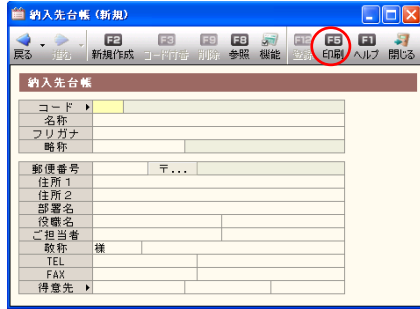 納入先台帳 (新規)
F2 F3 F9 F8 F12 F5 F1
戻る 進む 新規作成 コード付番 削除 参照 機能 登録 印刷 ヘルプ 閉じる
納入先台帳
コード
名称
フリガナ
略称
郵便番号 〒...
住所1
住所2
部署名
役職名
ご担当者
敬称 様
TEL
FAX
得意先